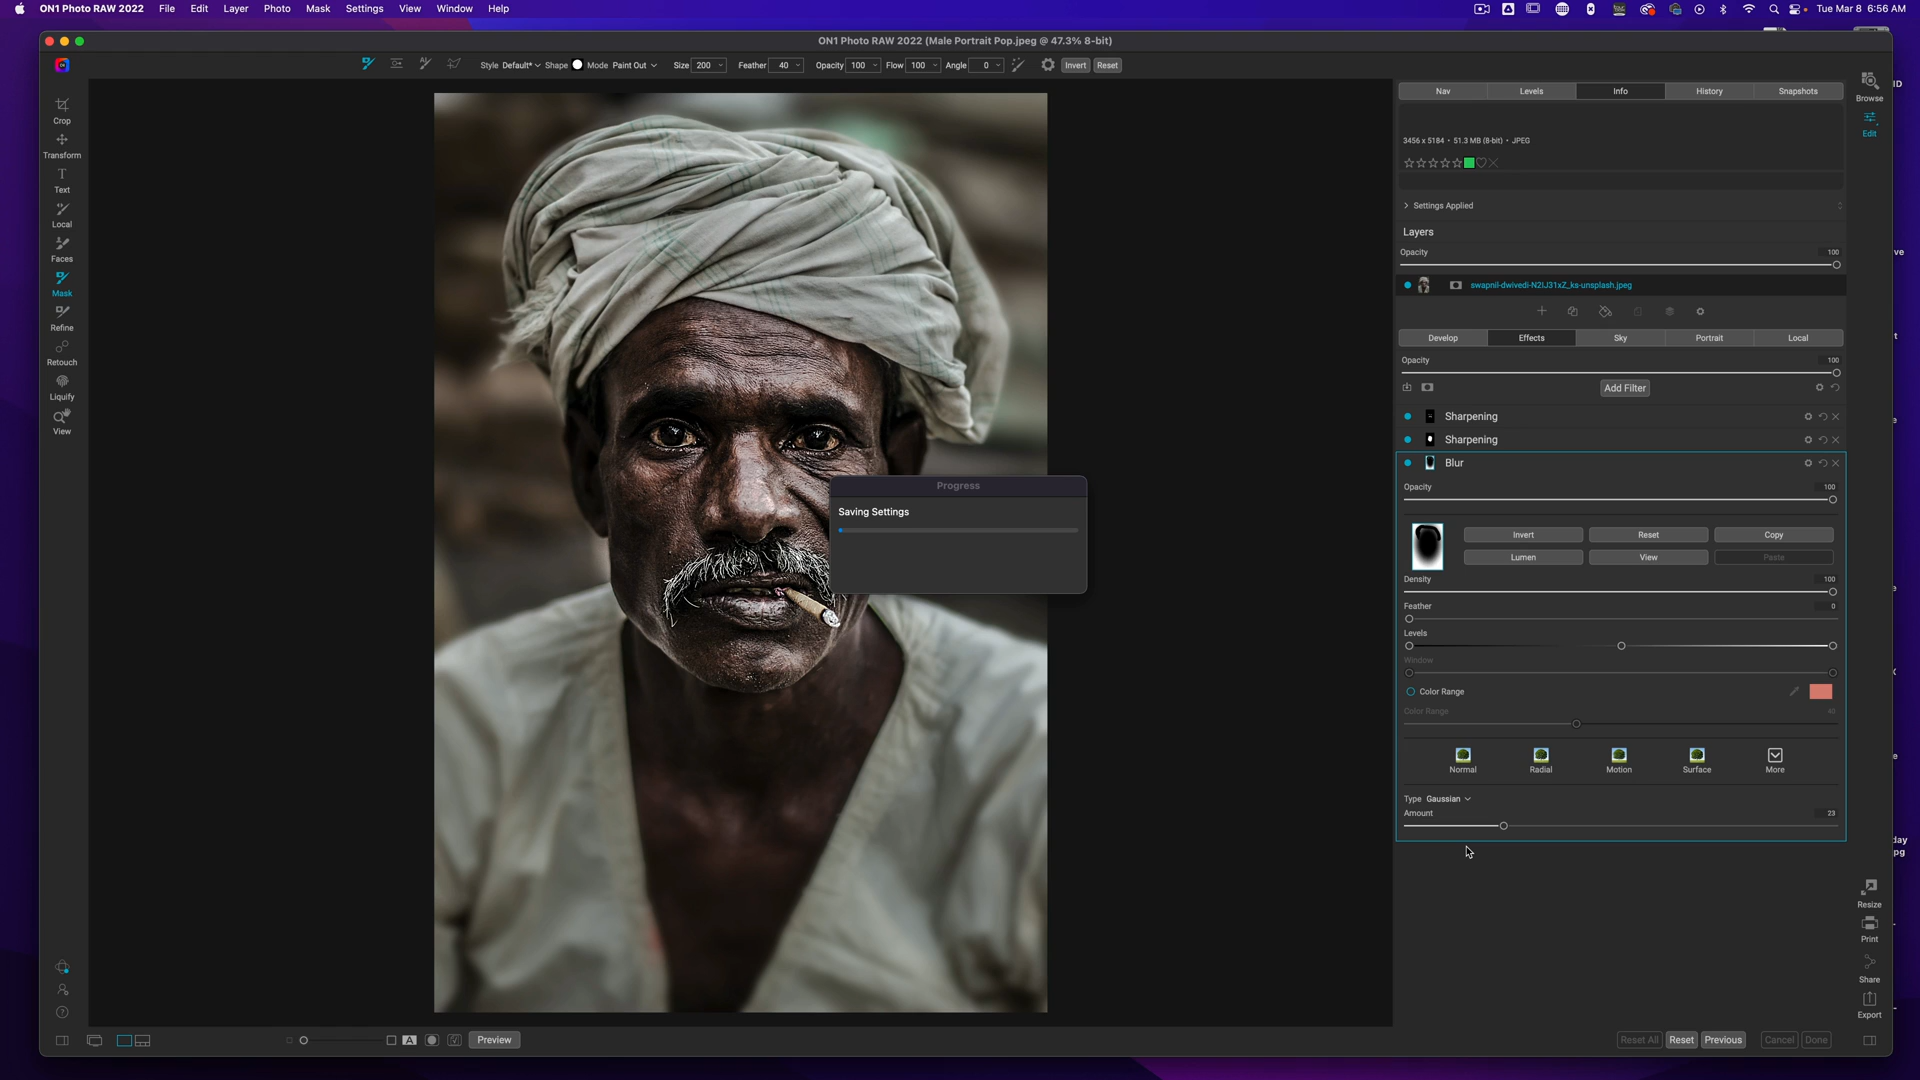 ON1 Photo RAW 2022 File Edit Layer Photo Mask Settings View Window Help
Tue Mar 8 6:56 AM
ON1 Photo RAW 2022 (Male Portrait Pop.jpeg @ 47.3% 8-bit)
Style Default* Shape Mode Paint Out Size 200 Feather 40 Opacity 100 Flow 100 Angle 0 Invert Reset
Crop
Transform
Text
Local
Faces
Mask
Refine
Retouch
Liquify
View
Progress
Saving Settings
Nav Levels Info History Snapshots
3456 x 5184 • 51.3 MB (8-bit) • JPEG
Settings Applied
Layers
Opacity 100
swapnil-dwivedi-N2IJ31xZ_ks-unsplash.jpeg
Develop Effects Sky Portrait Local
Opacity 100
Add Filter
Sharpening
Sharpening
Blur
Opacity 100
Invert Reset Copy
Lumen View Paste
Density 100
Feather 0
Levels
Window
Color Range
Color Range 40
Normal Radial Motion Surface More
Type Gaussian
Amount 23
Browse
Edit
Resize
Print
Share
Export
A Preview
Reset All Reset Previous Cancel Done
ID
ve
day
pg